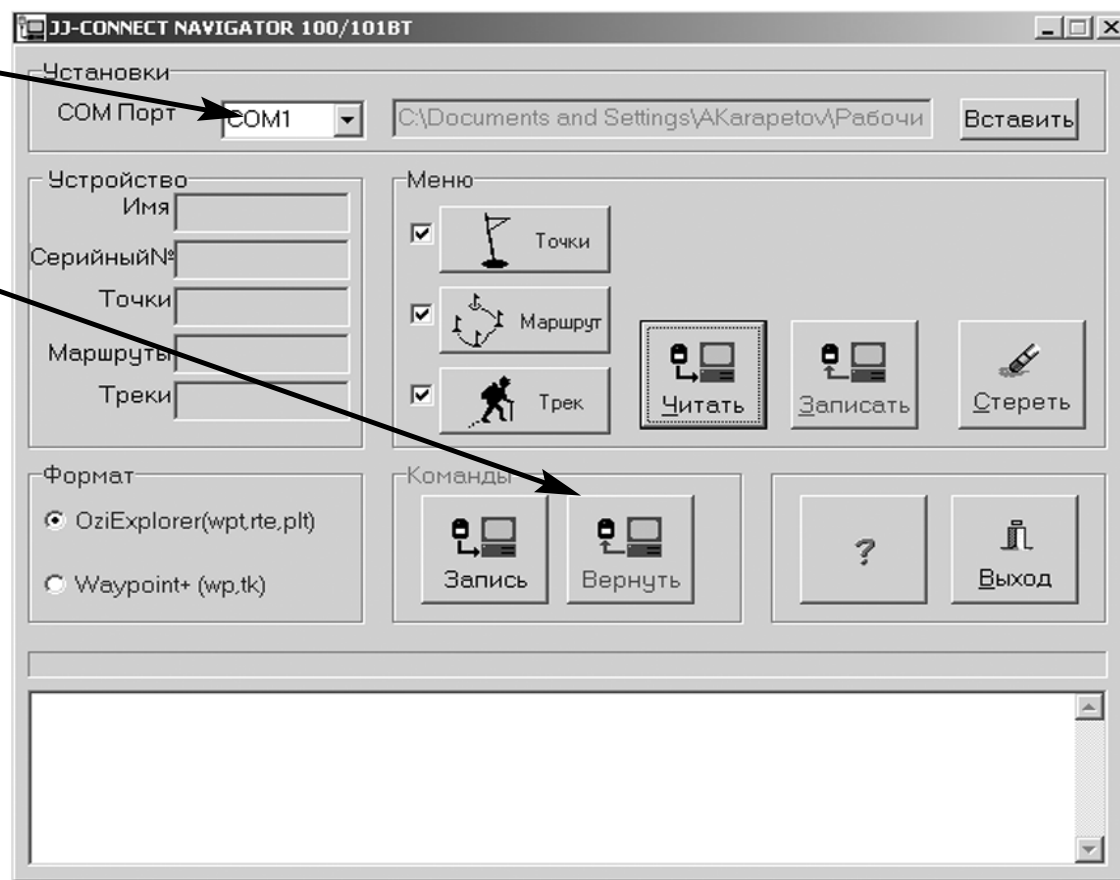 JJ-CONNECT NAVIGATOR 100/101BT
Установки
COM Порт
COM1
C:\Documents and Settings\AKarapetov\Рабочи
Вставить
Устройство
Имя
Серийный№
Точки
Маршруты
Треки
Меню
Точки
Маршрут
Трек
Читать
Записать
Стереть
Формат
OziExplorer(wpt,rte,plt)
Waypoint+ (wp,tk)
Команды
Запись
Вернуть
?
Выход